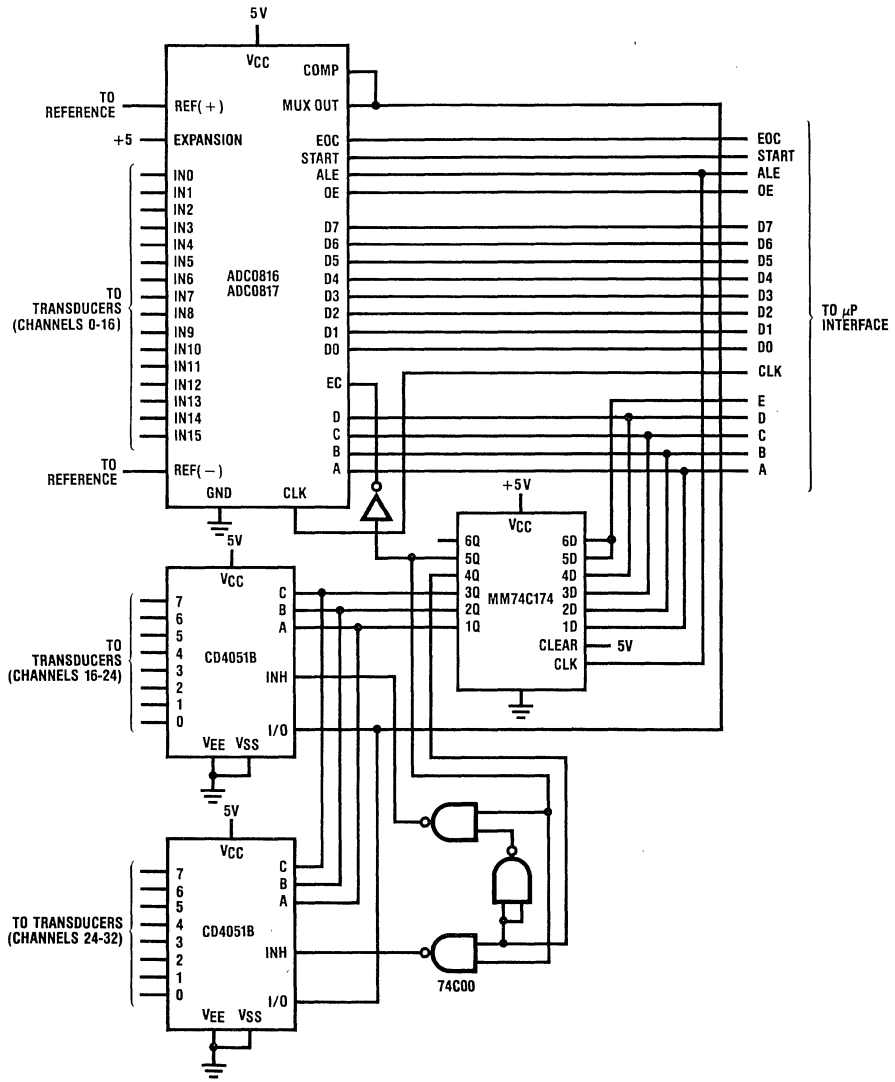 5V
VCC
COMP
TO
REFERENCE
REF(+)
MUX OUT
+5
EXPANSION
EOC
START
ALE
OE
IN0
IN1
IN2
IN3
IN4
IN5
IN6
IN7
IN8
IN9
IN10
IN11
IN12
IN13
IN14
IN15
TO
TRANSDUCERS
(CHANNELS 0-16)
ADC0816
ADC0817
D7
D6
D5
D4
D3
D2
D1
D0
EC
D
C
B
A
TO
REFERENCE
REF(−)
GND
CLK
EOC
START
ALE
OE
D7
D6
D5
D4
D3
D2
D1
D0
CLK
E
D
C
B
A
TO µP
INTERFACE
+5V
VCC
6Q
5Q
4Q
3Q
2Q
1Q
MM74C174
6D
5D
4D
3D
2D
1D
CLEAR
5V
CLK
5V
VCC
7
6
5
4
3
2
1
0
TO
TRANSDUCERS
(CHANNELS 16-24)
CD4051B
C
B
A
INH
I/O
VEE
VSS
5V
VCC
7
6
5
4
3
2
1
0
TO TRANSDUCERS
(CHANNELS 24-32)
CD4051B
C
B
A
INH
I/O
VEE
VSS
74C00